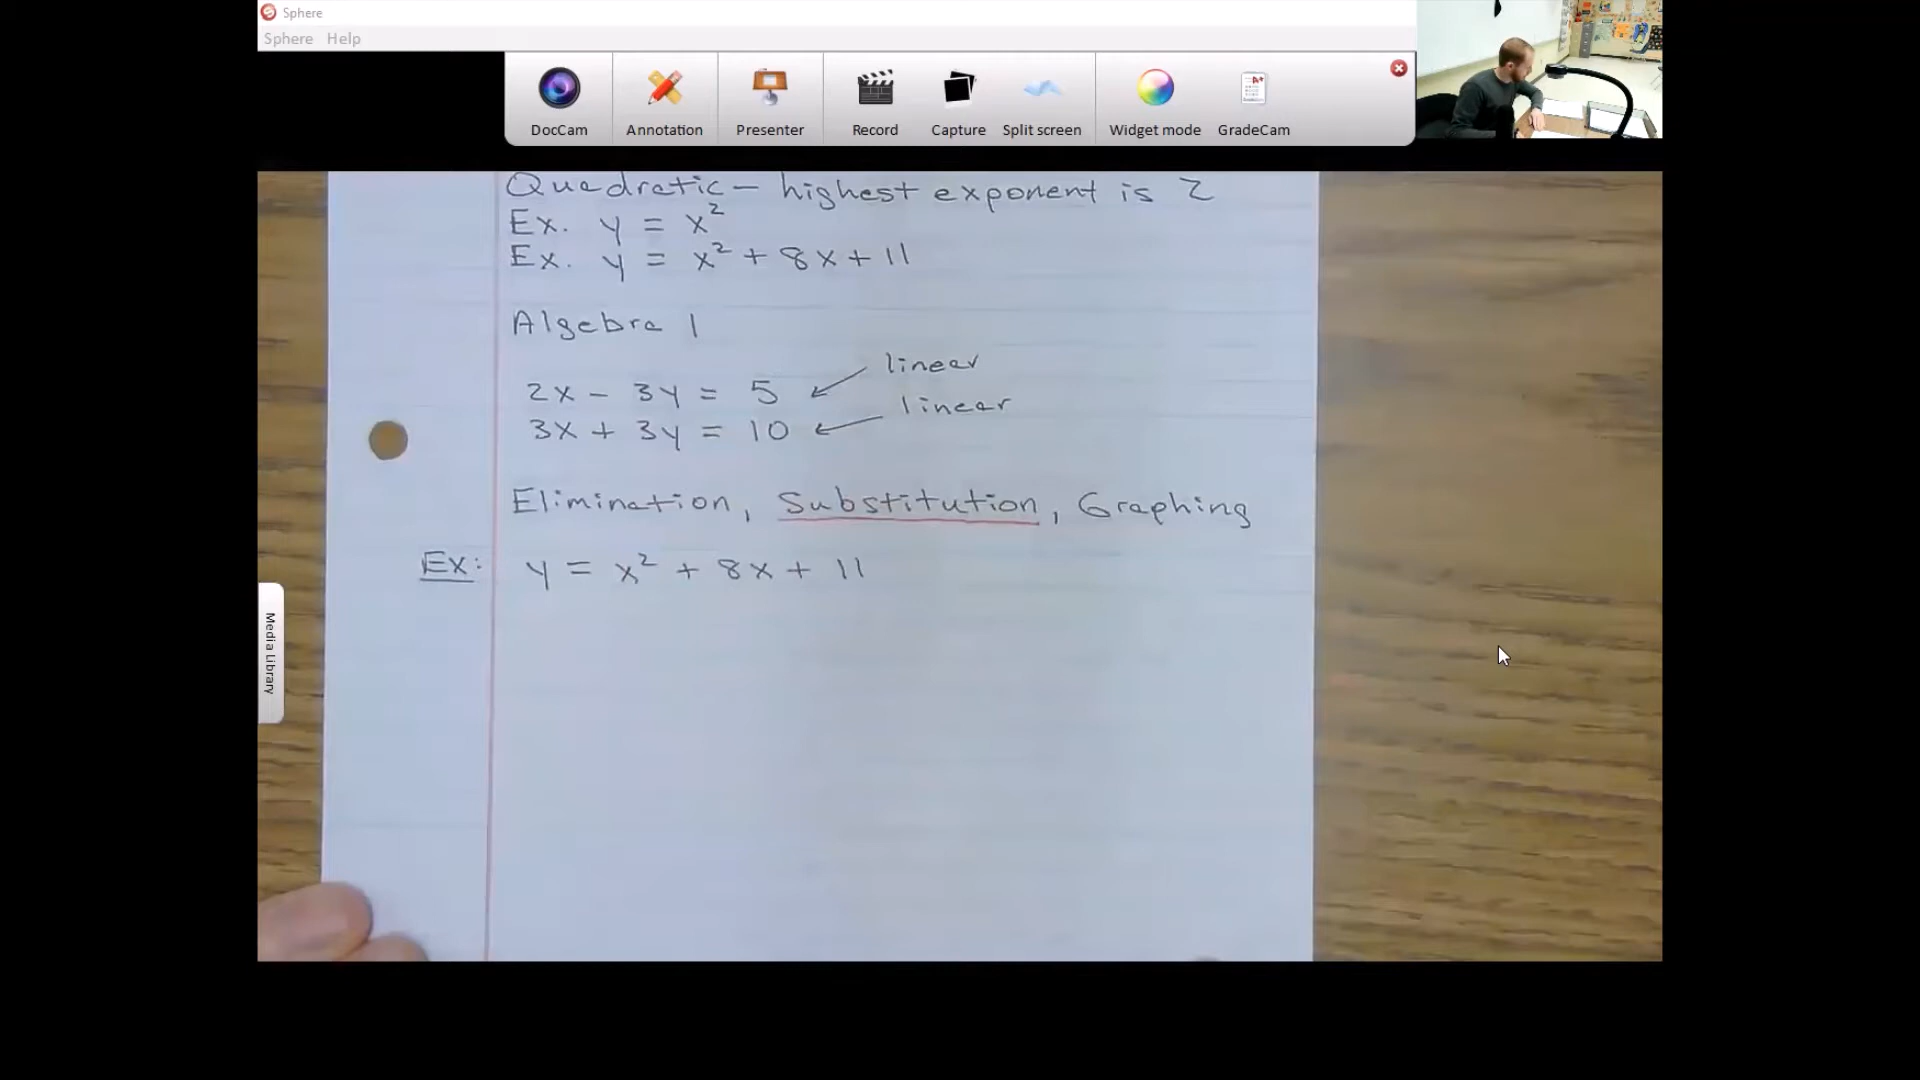 Sphere
Sphere Help
DocCam Annotation Presenter Record Capture Split screen Widget mode GradeCam
Quadratic – highest exponent is 2
Ex. y = x²
Ex. y = x² + 8x + 11
Algebra 1
linear
2x − 3y = 5
linear
3x + 3y = 10
Elimination, Substitution, Graphing
Ex: y = x² + 8x + 11
Media Library